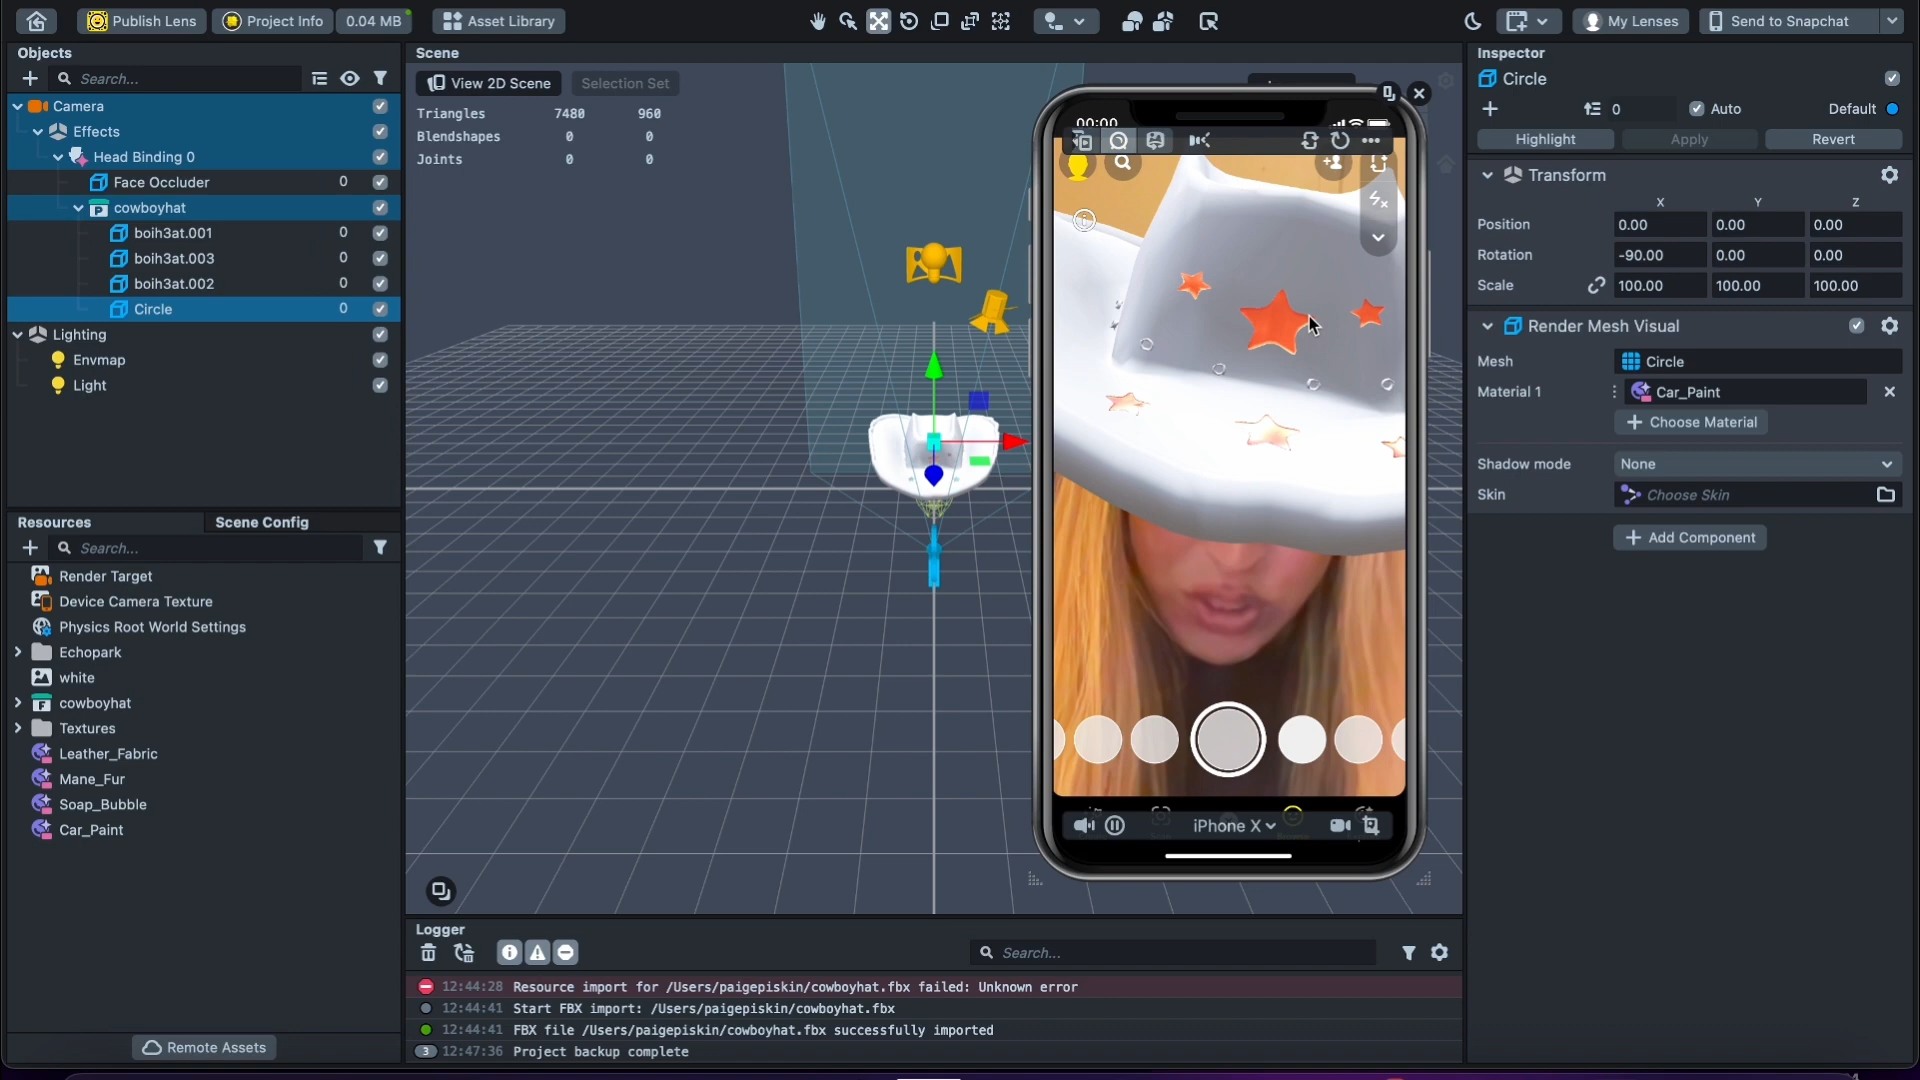 Publish Lens
Project Info
0.04 MB
Asset Library
My Lenses
Send to Snapchat
Objects
Search...
Camera
Effects
Head Binding 0
Face Occluder 0
cowboyhat
boih3at.001 0
boih3at.003 0
boih3at.002 0
Circle 0
Lighting
Envmap
Light
Resources
Scene Config
Search...
Render Target
Device Camera Texture
Physics Root World Settings
Echopark
white
cowboyhat
Textures
Leather_Fabric
Mane_Fur
Soap_Bubble
Car_Paint
Remote Assets
Scene
View 2D Scene
Selection Set
Triangles 7480 960
Blendshapes 0 0
Joints 0 0
00:00
iPhone X
Logger
Search...
12:44:28 Resource import for /Users/paigepiskin/cowboyhat.fbx failed: Unknown error
12:44:41 Start FBX import: /Users/paigepiskin/cowboyhat.fbx
12:44:41 FBX file /Users/paigepiskin/cowboyhat.fbx successfully imported
3 12:47:36 Project backup complete
Inspector
Circle
0 Auto Default
Highlight Apply Revert
Transform
X Y Z
Position 0.00 0.00 0.00
Rotation -90.00 0.00 0.00
Scale 100.00 100.00 100.00
Render Mesh Visual
Mesh Circle
Material 1 Car_Paint
Choose Material
Shadow mode None
Skin Choose Skin
Add Component